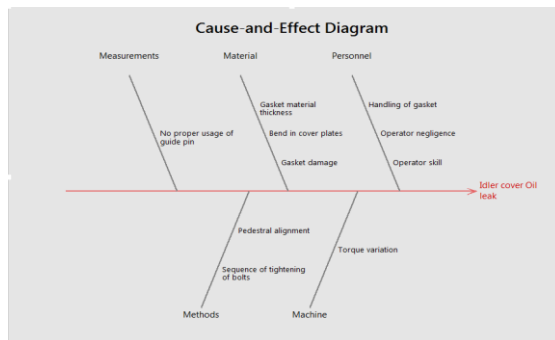 Cause-and-Effect Diagram
Measurements
Material
Personnel
Gasket material
thickness
Handling of gasket
No proper usage of
guide pin
Bend in cover plates
Operator negligence
Gasket damage
Operator skill
Idler cover Oil
leak
Pedestral alignment
Torque variation
Sequence of tightening
of bolts
Methods
Machine